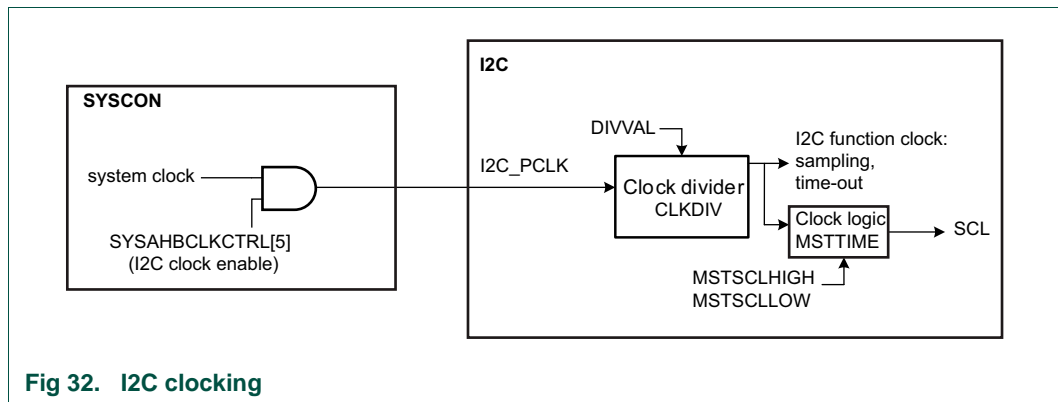 SYSCON
system clock
SYSAHBCLKCTRL[5]
(I2C clock enable)
I2C
I2C_PCLK
DIVVAL
Clock divider
CLKDIV
I2C function clock:
sampling,
time-out
Clock logic
MSTTIME
SCL
MSTSCLHIGH
MSTSCLLOW
Fig 32. I2C clocking